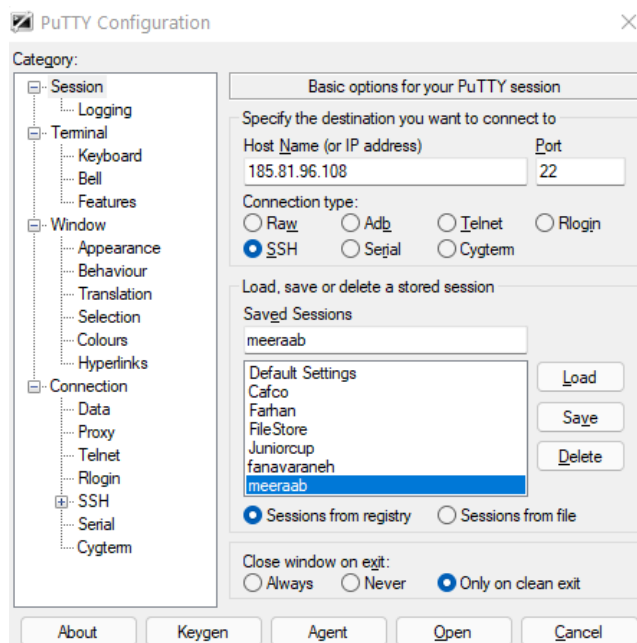 PuTTY Configuration
Category:
Session
Logging
Terminal
Keyboard
Bell
Features
Window
Appearance
Behaviour
Translation
Selection
Colours
Hyperlinks
Connection
Data
Proxy
Telnet
Rlogin
SSH
Serial
Cygterm
Basic options for your PuTTY session
Specify the destination you want to connect to
Host Name (or IP address) Port
185.81.96.108 22
Connection type:
Raw Adb Telnet Rlogin
SSH Serial Cygterm
Load, save or delete a stored session
Saved Sessions
meeraab
Default Settings
Cafco
Farhan
FileStore
Juniorcup
fanavaraneh
meeraab
Load
Save
Delete
Sessions from registry Sessions from file
Close window on exit:
Always Never Only on clean exit
About Keygen Agent Open Cancel